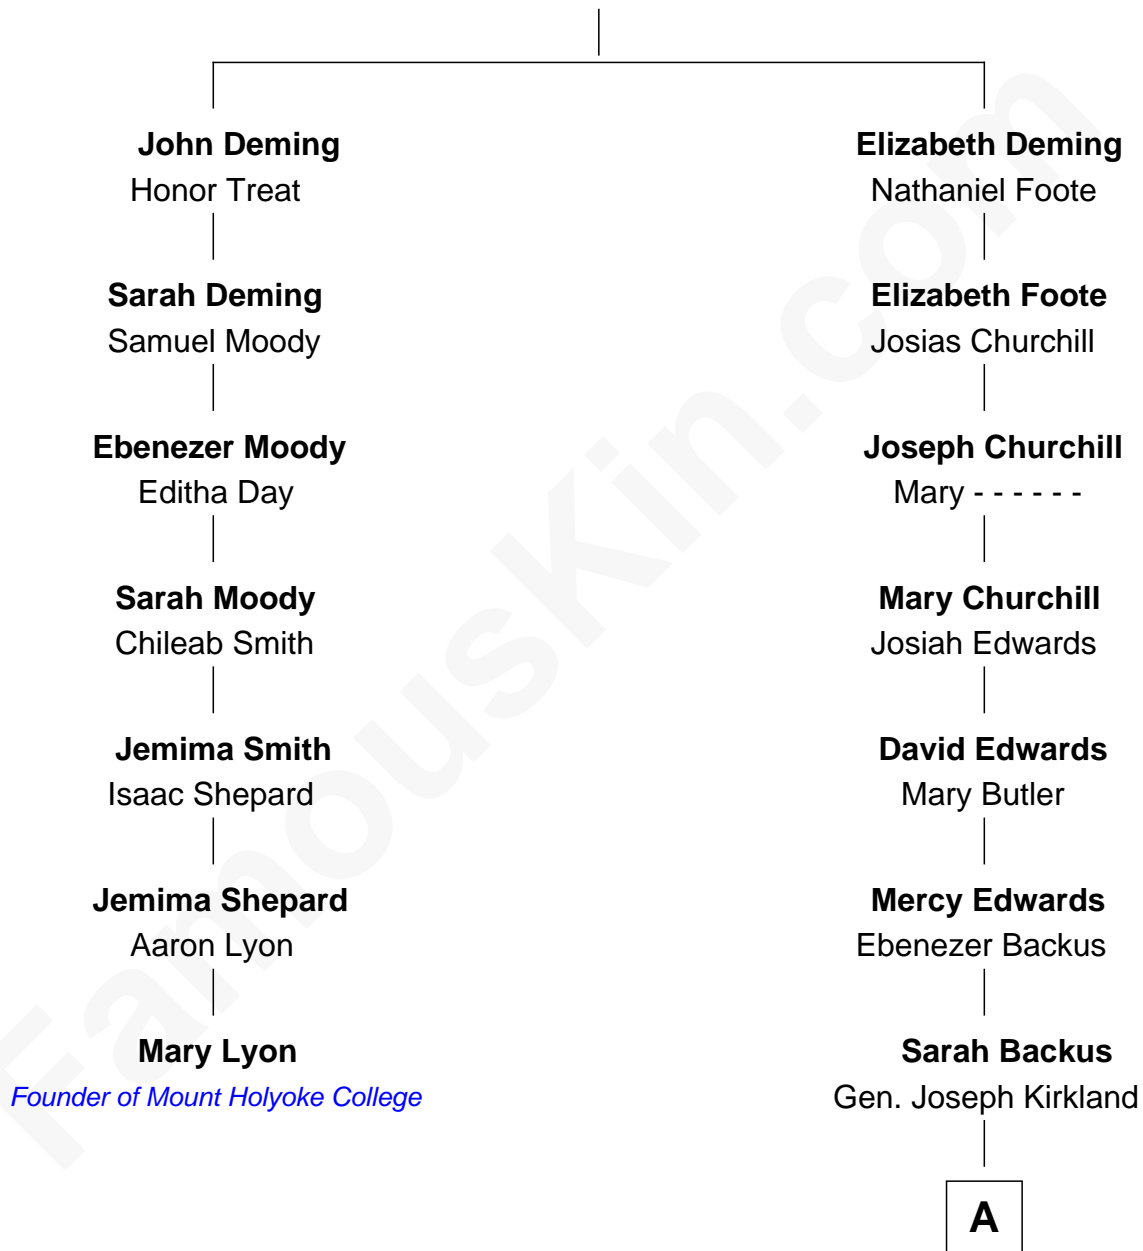 John Deming
Honor Treat
Sarah Deming
Samuel Moody
Ebenezer Moody
Editha Day
Sarah Moody
Chileab Smith
Jemima Smith
Isaac Shepard
Jemima Shepard
Aaron Lyon
Mary Lyon
Founder of Mount Holyoke College
Elizabeth Deming
Nathaniel Foote
Elizabeth Foote
Josias Churchill
Joseph Churchill
Mary - - - - - -
Mary Churchill
Josiah Edwards
David Edwards
Mary Butler
Mercy Edwards
Ebenezer Backus
Sarah Backus
Gen. Joseph Kirkland
A
FamousKin.com